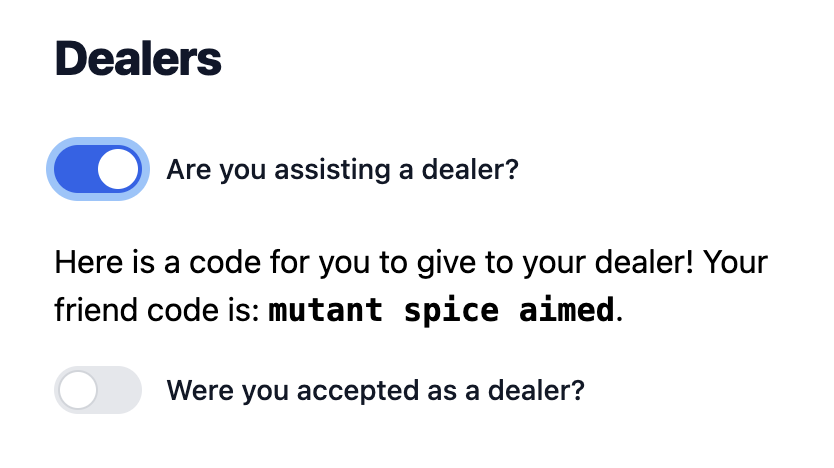 Dealers
Are you assisting a dealer?
Here is a code for you to give to your dealer! Your
friend code is: mutant spice aimed.
Were you accepted as a dealer?